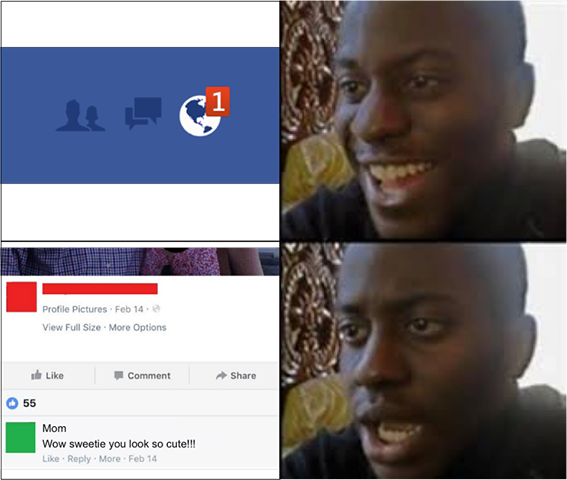 1
Profile Pictures · Feb 14 ·
View Full Size · More Options
Like Comment Share
55
Mom
Wow sweetie you look so cute!!!
Like · Reply · More · Feb 14